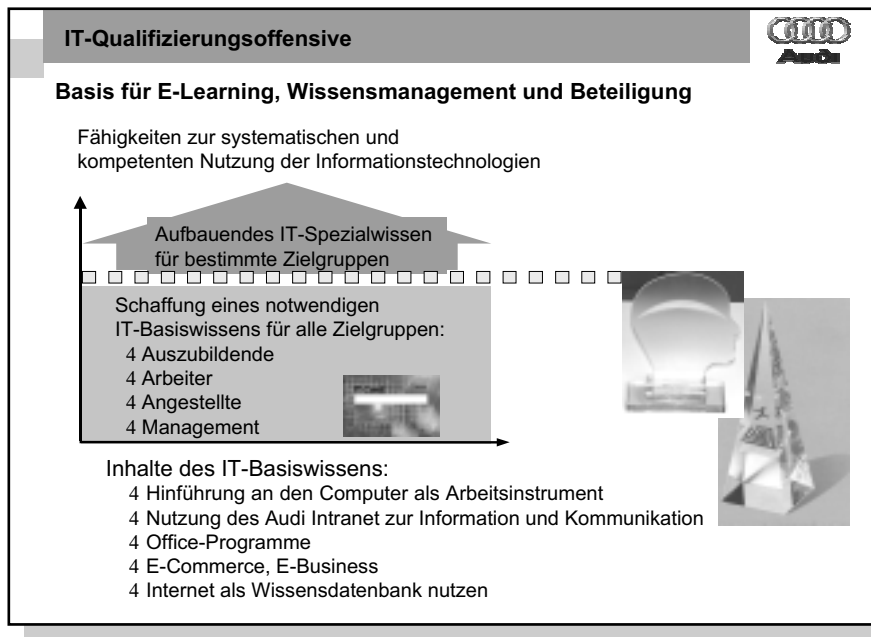 IT-Qualifizierungsoffensive
Audi
Basis für E-Learning, Wissensmanagement und Beteiligung
Fähigkeiten zur systematischen und
kompetenten Nutzung der Informationstechnologien
Aufbauendes IT-Spezialwissen
für bestimmte Zielgruppen
Schaffung eines notwendigen
IT-Basiswissens für alle Zielgruppen:
4 Auszubildende
4 Arbeiter
4 Angestellte
4 Management
Inhalte des IT-Basiswissens:
4 Hinführung an den Computer als Arbeitsinstrument
4 Nutzung des Audi Intranet zur Information und Kommunikation
4 Office-Programme
4 E-Commerce, E-Business
4 Internet als Wissensdatenbank nutzen